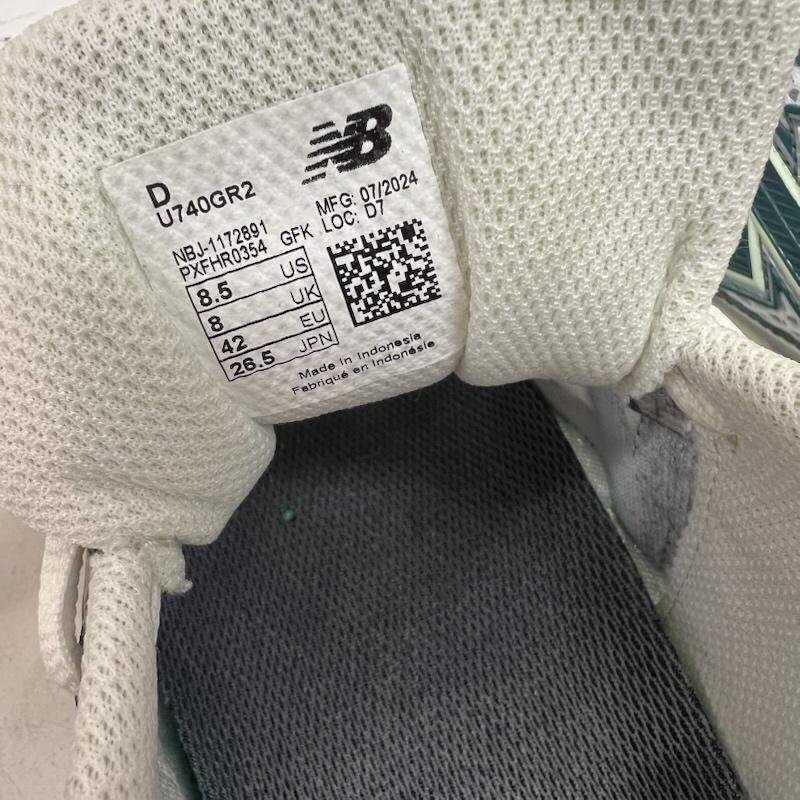 NB
D
U740GR2
MFG: 07/2024
LOC: D7
NBJ-1172891
PXFHR0354 GFK
8.5 US
8 UK
42 EU
26.5 JPN
Made in Indonesia
Fabriqué en Indonésie